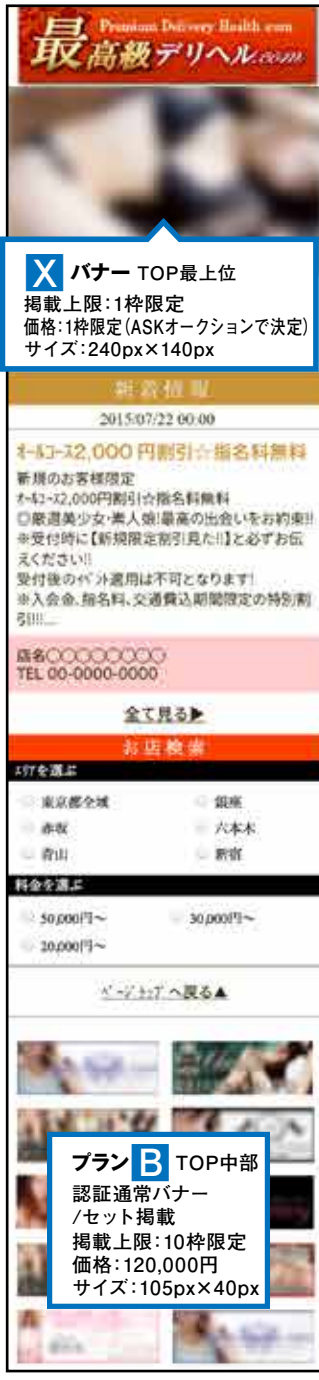 Premium Delivery Health com
最高級デリヘル.com
X バナー TOP最上位
掲載上限:1枠限定
価格:1枠限定(ASKオークションで決定)
サイズ:240px×140px
新着情報
2015/07/22 00:00
オールコース2,000円割引☆指名料無料
新規のお客様限定
オールコース2,000円割引☆指名料無料
□厳選美少女・素人娘!最高の出会いをお約束!!
※受付時に【新規限定割引見た!!】と必ずお伝
えください!!
受付後のイベント適用は不可となります!
※入会金、指名料、交通費込期間限定の特別割
引!!!...
店名〇〇〇〇〇〇〇〇
TEL 00-0000-0000
全て見る▶
お店検索
エリアを選ぶ
東京都全域 銀座
赤坂 六本木
青山 新宿
料金を選ぶ
50,000円〜 30,000円〜
20,000円〜
ページトップへ戻る▲
プラン B TOP中部
認証通常バナー
/セット掲載
掲載上限:10枠限定
価格:120,000円
サイズ:105px×40px